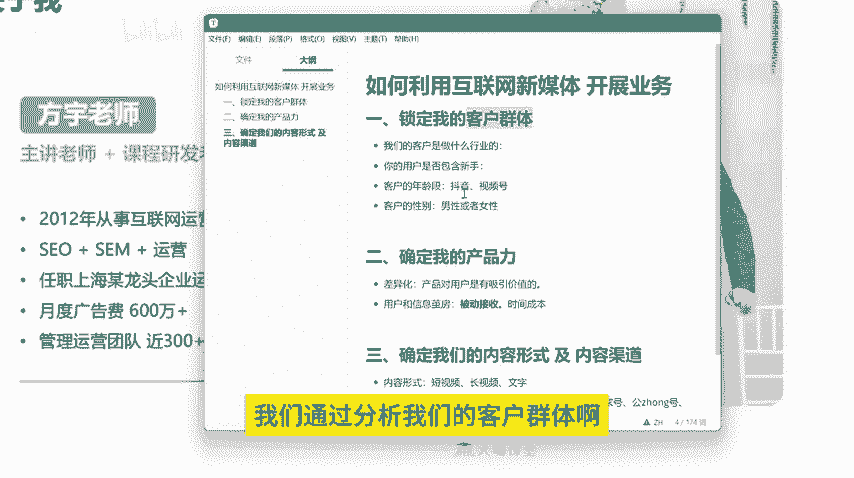 方宇老师
主讲老师 + 课程研发
• 2012年从事互联网运营
• SEO + SEM + 运营
• 任职上海某龙头企业运
• 月度广告费 600万+
• 管理运营团队 近300+
文件(F) 编辑(E) 段落(P) 格式(O) 视图(V) 主题(T) 帮助(H)
文件 大纲
如何利用互联网新媒体 开展业务
一、锁定我的客户群体
二、确定我的产品力
三、确定我们的内容形式 及
内容渠道
如何利用互联网新媒体 开展业务
一、锁定我的客户群体
• 我们的客户是做什么行业的:
• 你的用户是否包含新手:
• 客户的年龄段：抖音、视频号
• 客户的性别：男性或者女性
二、确定我的产品力
• 差异化：产品对用户是有吸引价值的。
• 用户和信息茧房：被动接收。时间成本
三、确定我们的内容形式 及 内容渠道
• 内容形式：短视频、长视频、文字
号、公zhong号、
ZH 4 / 174 词
我们通过分析我们的客户群体啊